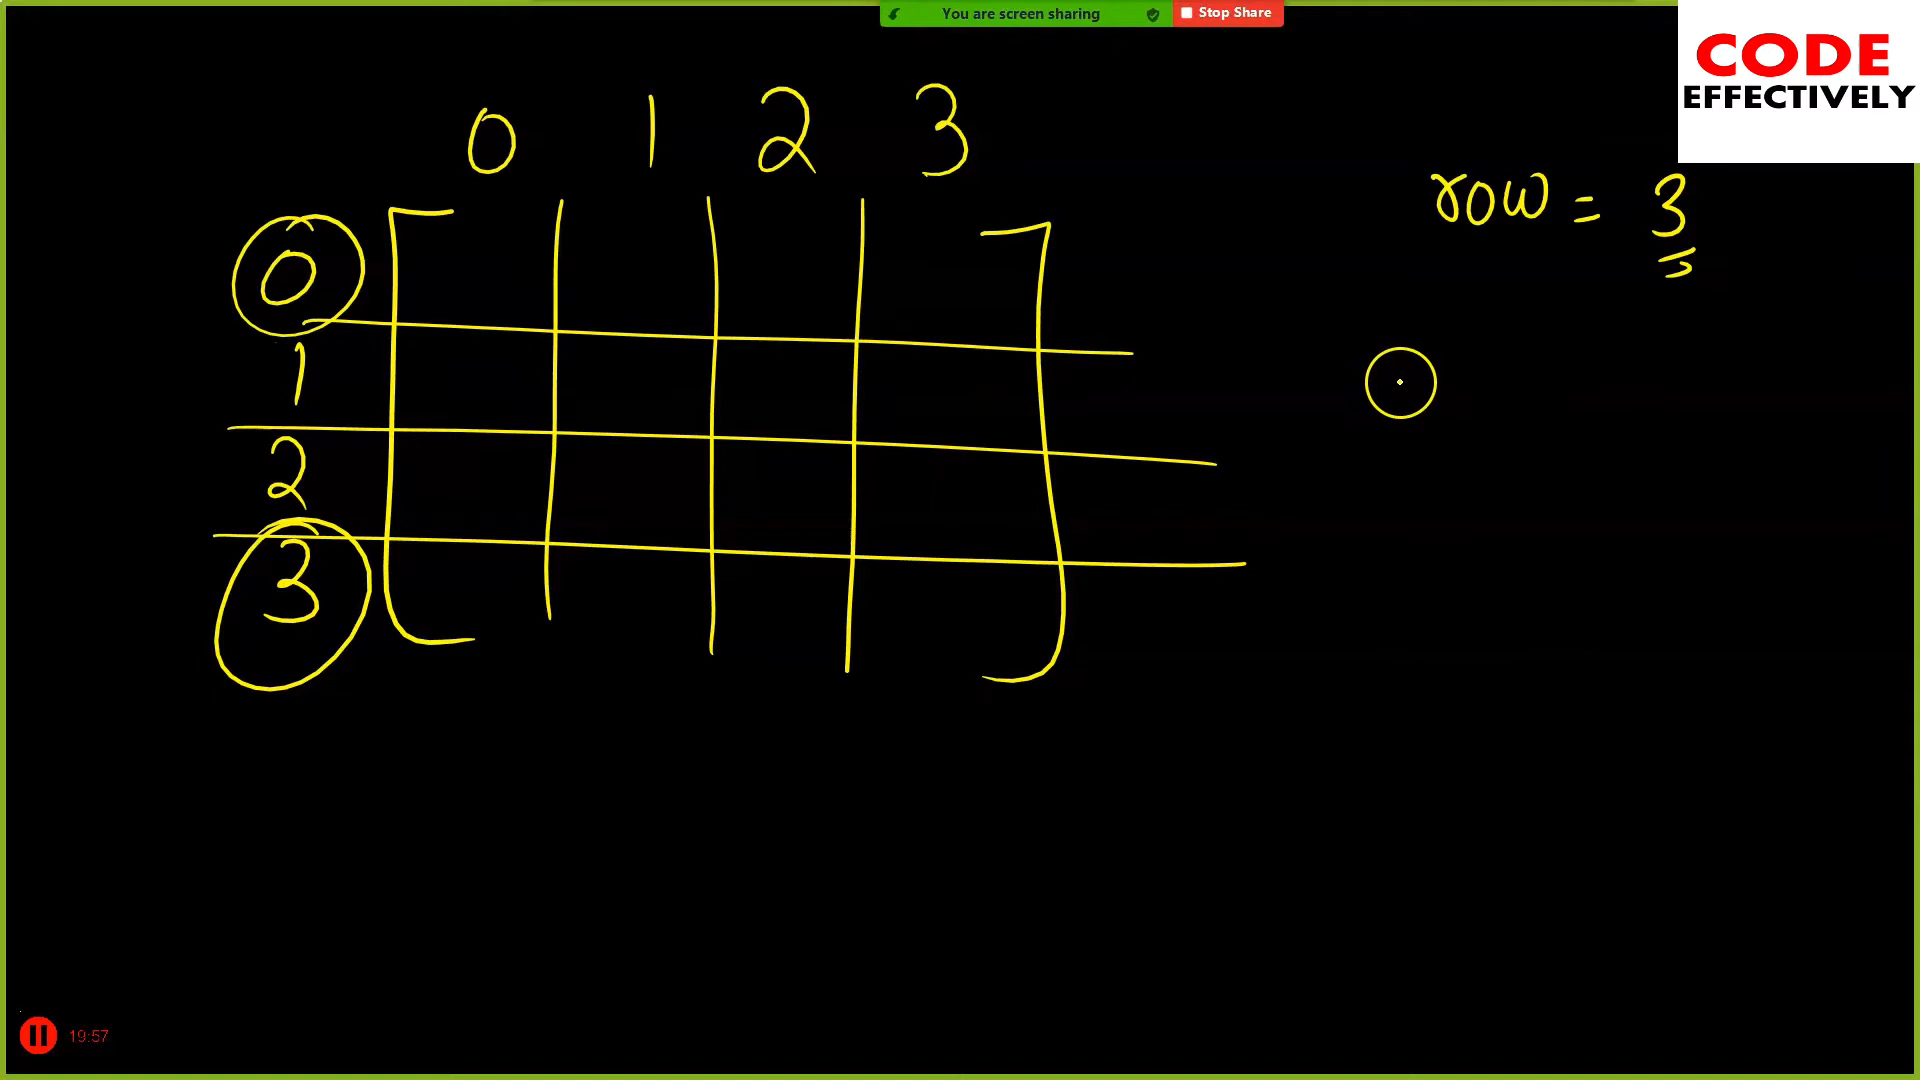 You are screen sharing Stop Share
CODE
EFFECTIVELY
0 1 2 3
row = 3
0
1
2
3
19:57